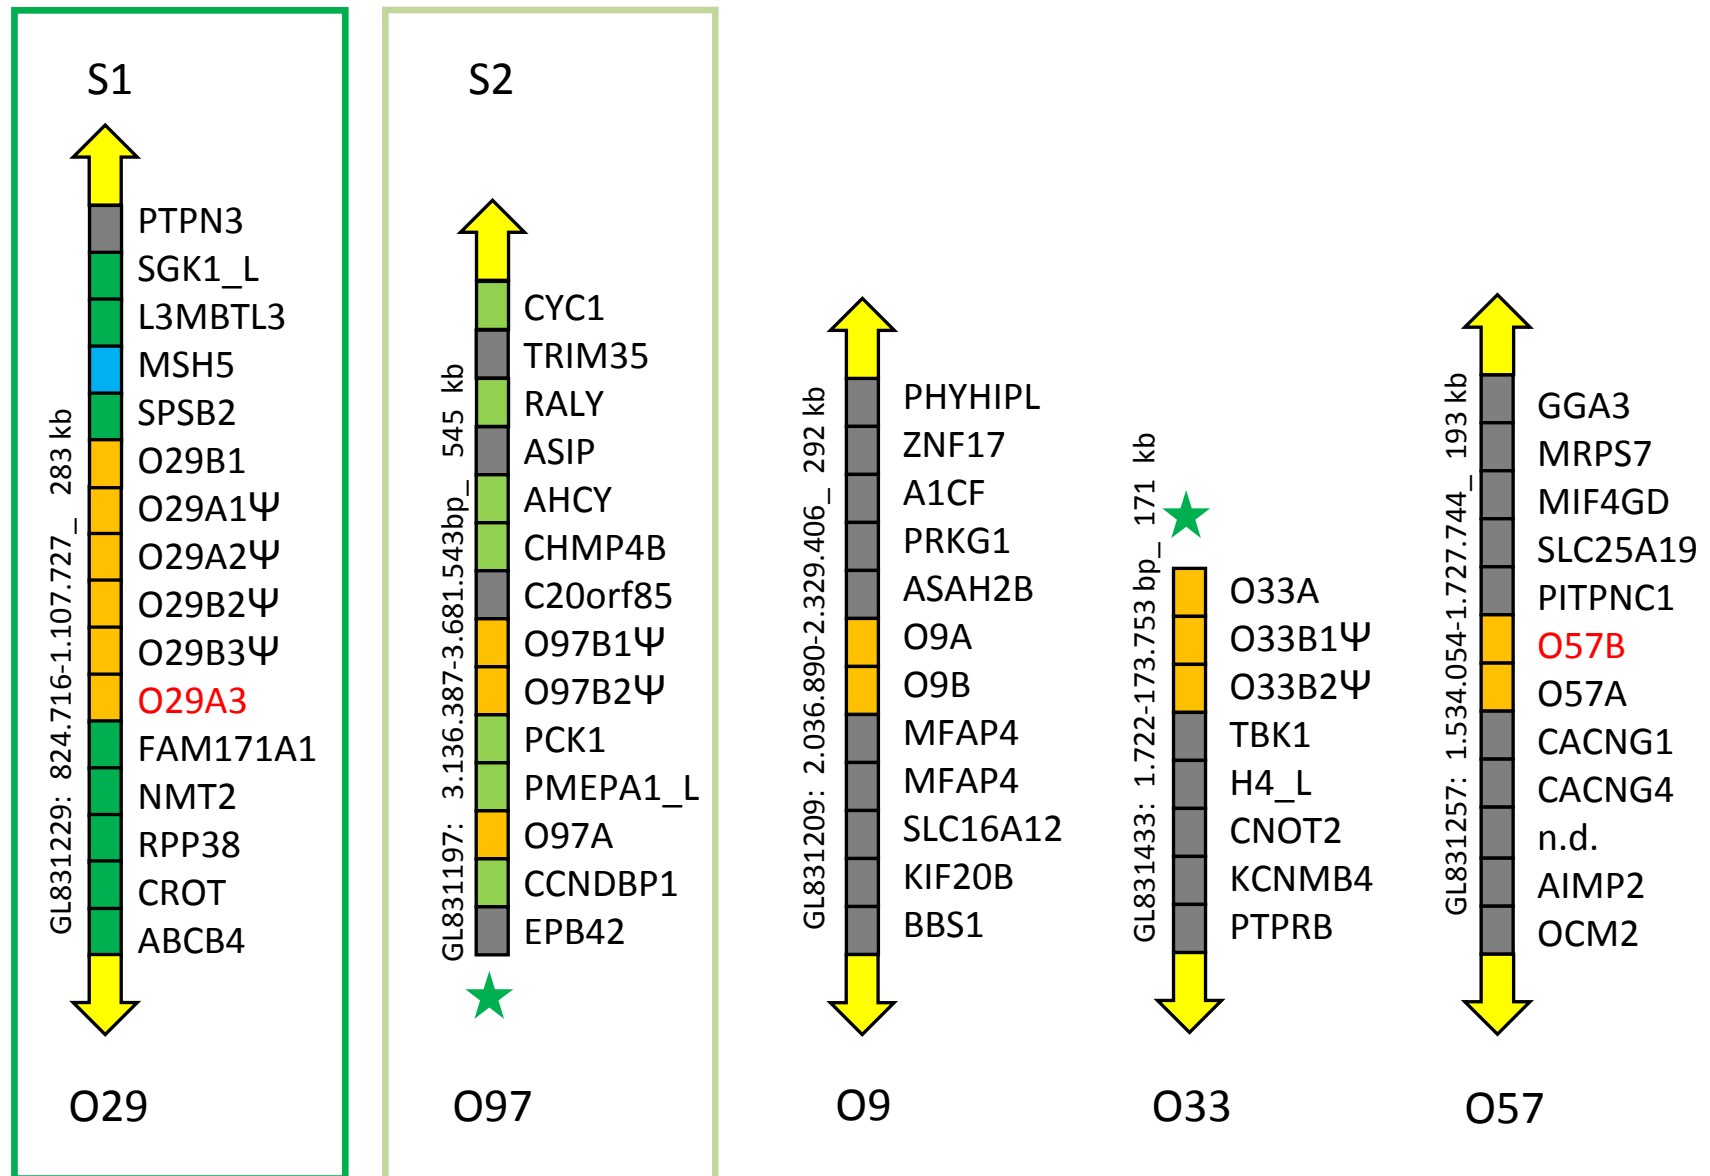 S1
GL831229: 824.716-1.107.727_ 283 kb
PTPN3
SGK1_L
L3MBTL3
MSH5
SPSB2
O29B1
O29A1Ψ
O29A2Ψ
O29B2Ψ
O29B3Ψ
O29A3
FAM171A1
NMT2
RPP38
CROT
ABCB4
O29
S2
GL831197: 3.136.387-3.681.543bp_ 545 kb
CYC1
TRIM35
RALY
ASIP
AHCY
CHMP4B
C20orf85
O97B1Ψ
O97B2Ψ
PCK1
PMEPA1_L
O97A
CCNDBP1
EPB42
O97
GL831209: 2.036.890-2.329.406_ 292 kb
PHYHIPL
ZNF17
A1CF
PRKG1
ASAH2B
O9A
O9B
MFAP4
MFAP4
SLC16A12
KIF20B
BBS1
O9
GL831433: 1.722-173.753 bp_ 171 kb
O33A
O33B1Ψ
O33B2Ψ
TBK1
H4_L
CNOT2
KCNMB4
PTPRB
O33
GL831257: 1.534.054-1.727.744_ 193 kb
GGA3
MRPS7
MIF4GD
SLC25A19
PITPNC1
O57B
O57A
CACNG1
CACNG4
n.d.
AIMP2
OCM2
O57